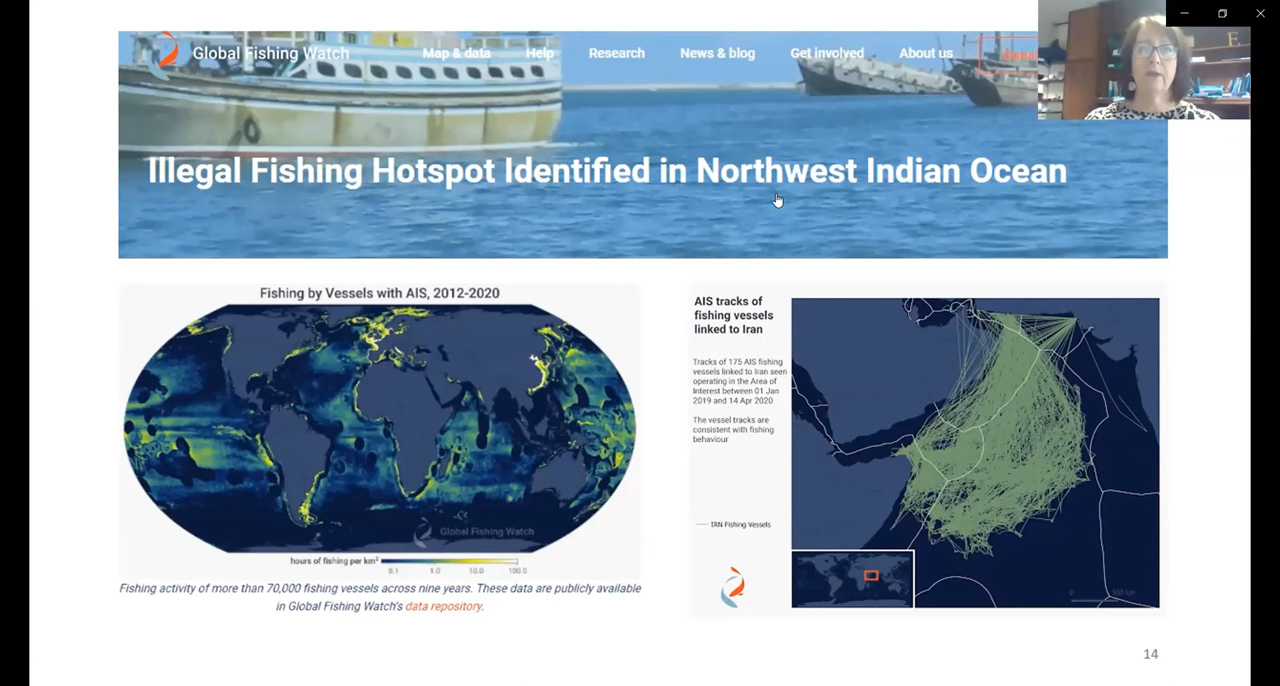 Global Fishing Watch
Map & data
Help
Research
News & blog
Get involved
About us
Illegal Fishing Hotspot Identified in Northwest Indian Ocean
Fishing by Vessels with AIS, 2012-2020
Global Fishing Watch
hours of fishing per km²
0.1 1.0 10.0 100.0
Fishing activity of more than 70,000 fishing vessels across nine years. These data are publicly available
in Global Fishing Watch's data repository.
AIS tracks of
fishing vessels
linked to Iran
Tracks of 175 AIS fishing
vessels linked to Iran seen
operating in the Area of
Interest between 01 Jan
2019 and 14 Apr 2020
The vessel tracks are
consistent with fishing
behaviour
IRN Fishing Vessels
14